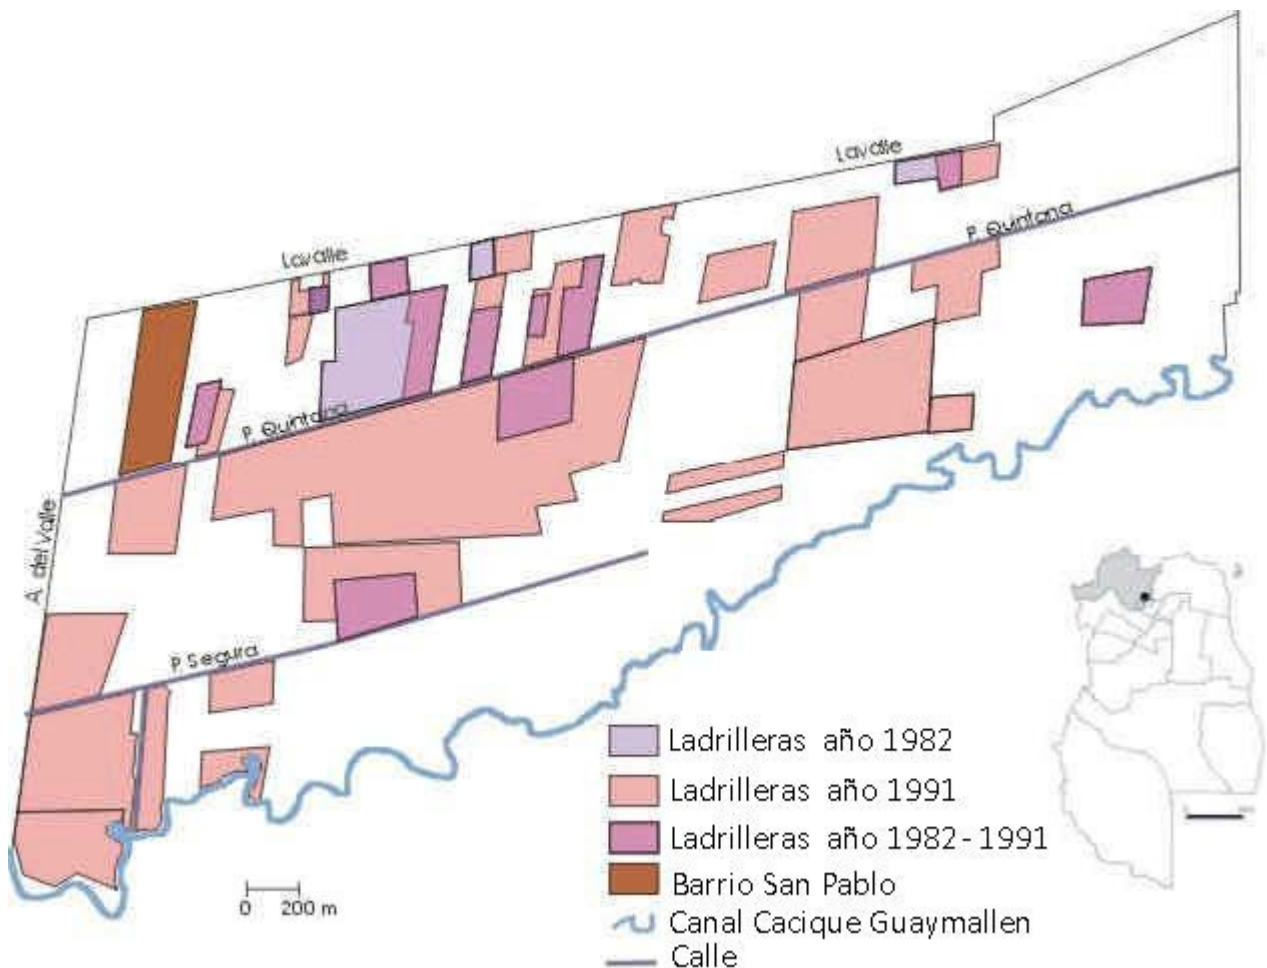 Lavalle
P. Quintana
Lavalle
P. Quintana
A. del Valle
P. Segura
Ladrilleras año 1982
Ladrilleras año 1991
Ladrilleras año 1982-1991
Barrio San Pablo
Canal Cacique Guaymallen
Calle
0 200 m